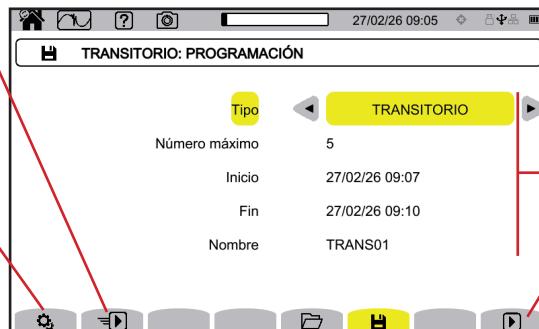 27/02/26 09:05
TRANSITORIO: PROGRAMACIÓN
Tipo TRANSITORIO
Número máximo 5
Inicio 27/02/26 09:07
Fin 27/02/26 09:10
Nombre TRANS01